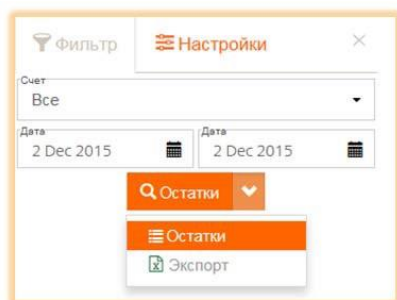 Фильтр Настройки
Счет
Все
Дата Дата
2 Dec 2015 2 Dec 2015
Остатки
Остатки
Экспорт